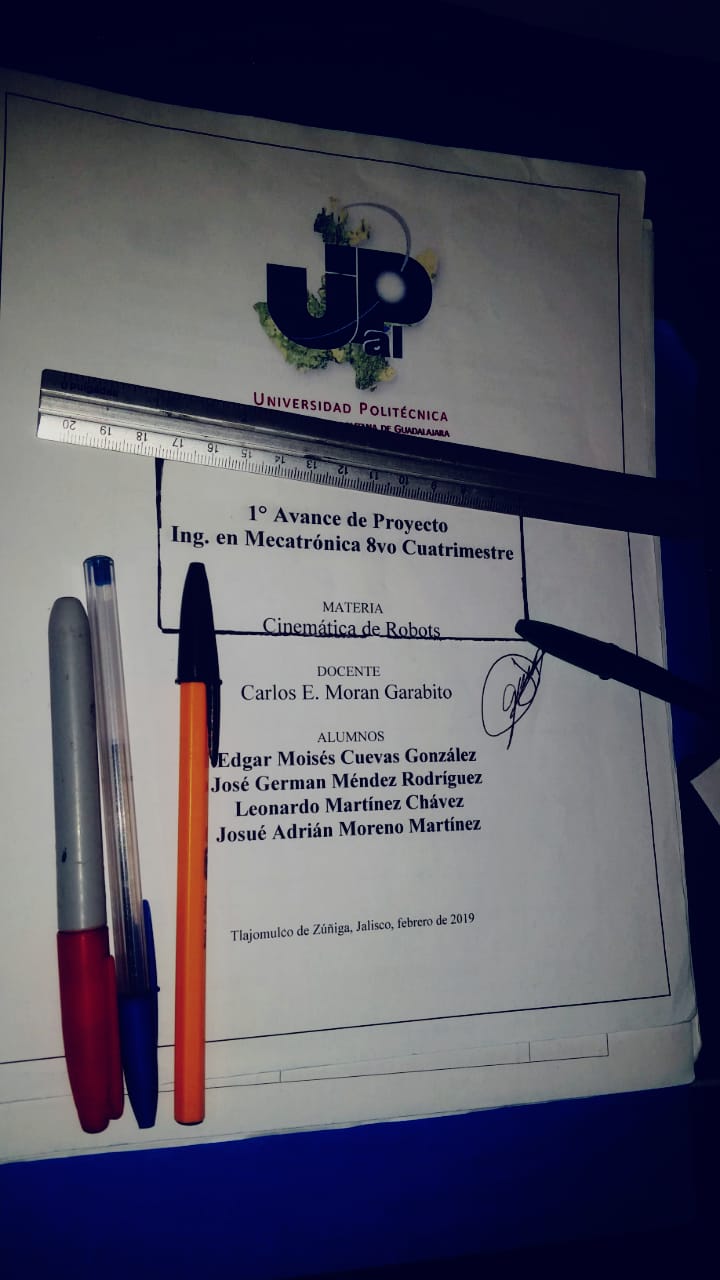 UP
al
UNIVERSIDAD POLITÉCNICA
DE GUADALAJARA
20 19 18 17 16 15 14 13 12 11 10 9 8
1° Avance de Proyecto
Ing. en Mecatrónica 8vo Cuatrimestre
MATERIA
Cinemática de Robots
DOCENTE
Carlos E. Moran Garabito
ALUMNOS
Edgar Moisés Cuevas González
José German Méndez Rodríguez
Leonardo Martínez Chávez
Josué Adrián Moreno Martínez
Tlajomulco de Zúñiga, Jalisco, febrero de 2019